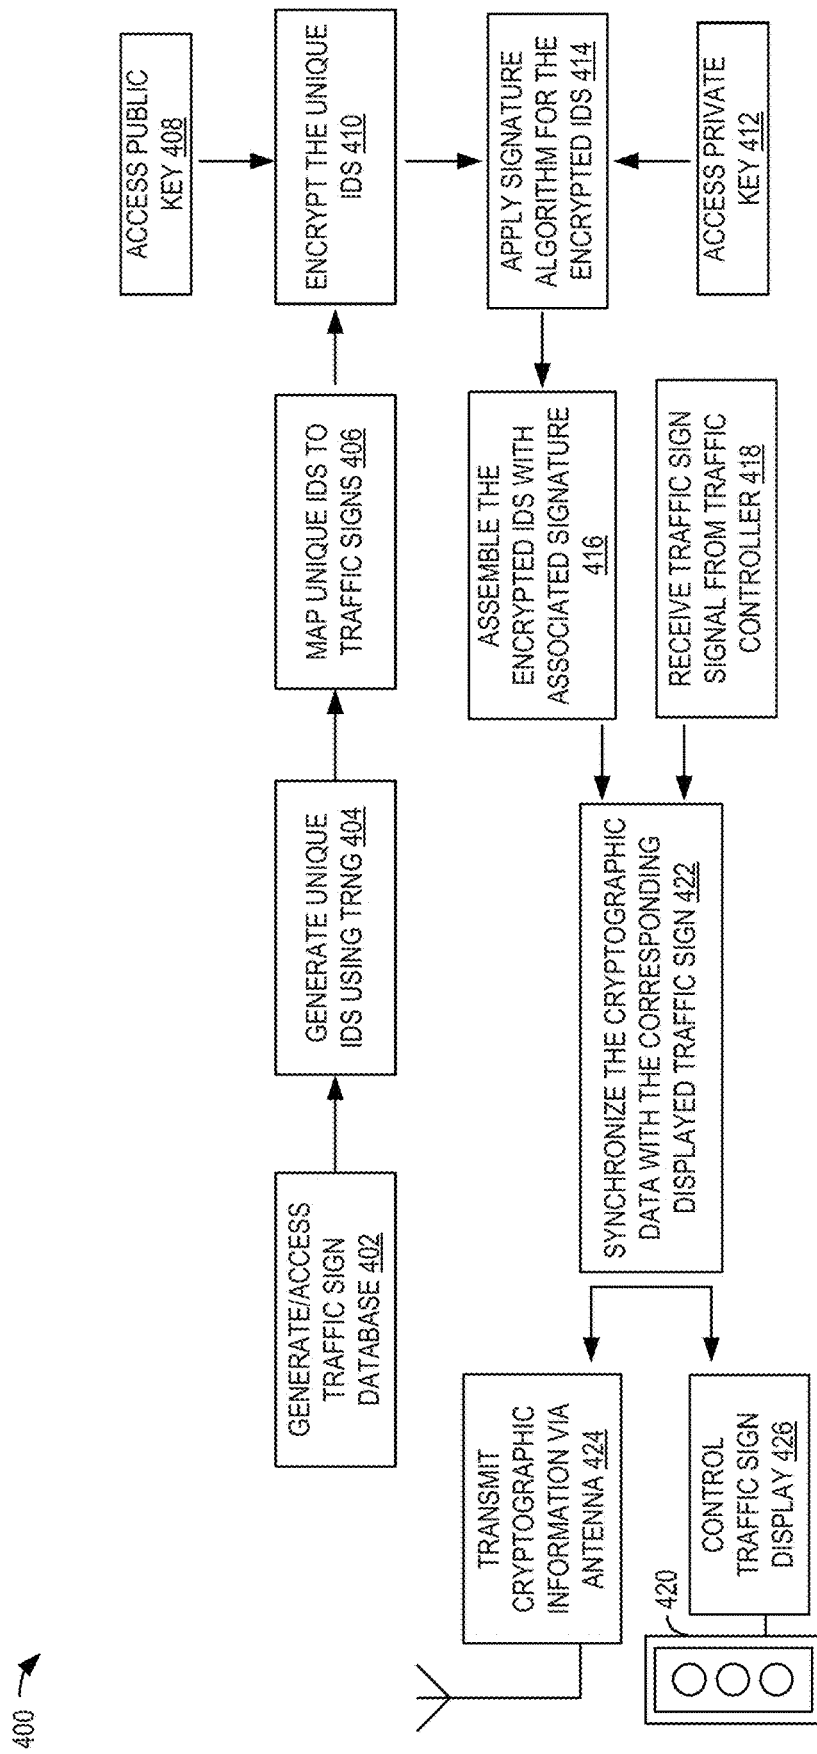 400
GENERATE/ACCESS
TRAFFIC SIGN
DATABASE 402
GENERATE UNIQUE
IDS USING TRNG 404
MAP UNIQUE IDS TO
TRAFFIC SIGNS 406
ACCESS PUBLIC
KEY 408
ENCRYPT THE UNIQUE
IDS 410
APPLY SIGNATURE
ALGORITHM FOR THE
ENCRYPTED IDS 414
ACCESS PRIVATE
KEY 412
ASSEMBLE THE
ENCRYPTED IDS WITH
ASSOCIATED SIGNATURE
416
RECEIVE TRAFFIC SIGN
SIGNAL FROM TRAFFIC
CONTROLLER 418
SYNCHRONIZE THE CRYPTOGRAPHIC
DATA WITH THE CORRESPONDING
DISPLAYED TRAFFIC SIGN 422
TRANSMIT
CRYPTOGRAPHIC
INFORMATION VIA
ANTENNA 424
CONTROL
TRAFFIC SIGN
DISPLAY 426
420